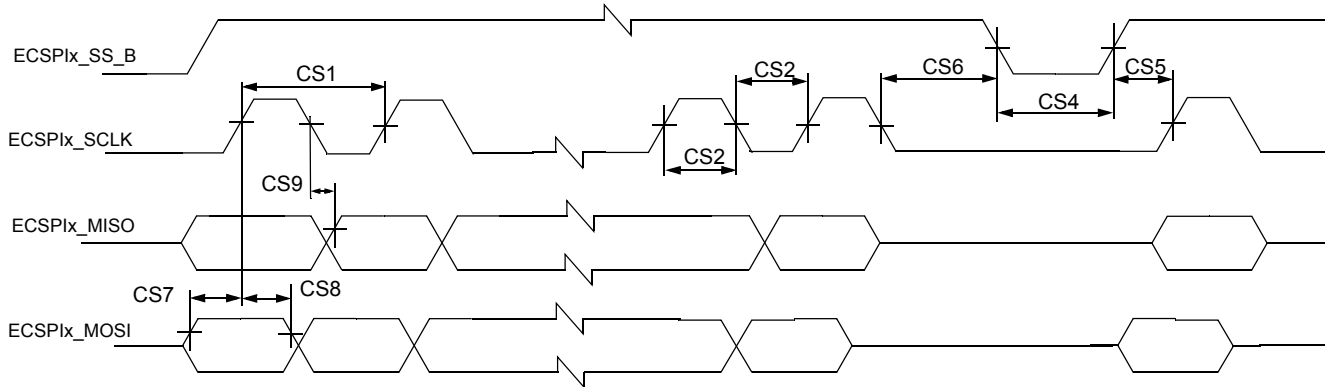 ECSPIx_SS_B
CS1
CS2
CS6
CS5
CS4
ECSPIx_SCLK
CS2
CS9
ECSPIx_MISO
CS7
CS8
ECSPIx_MOSI